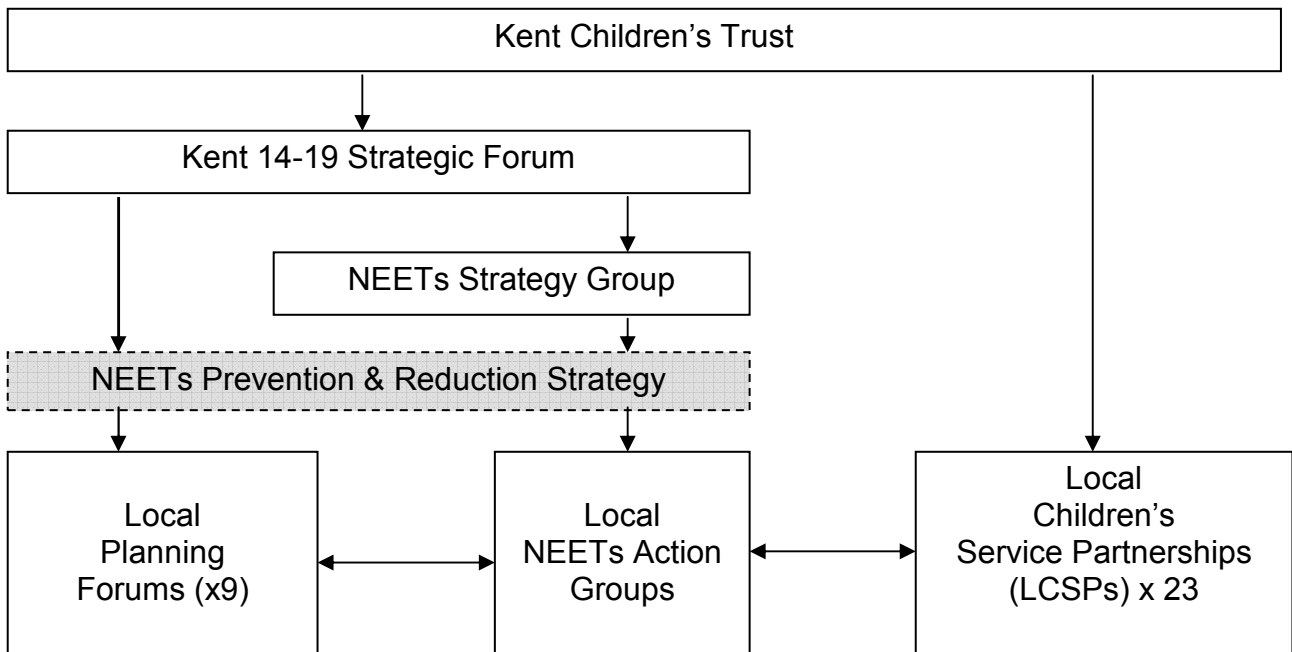 Kent Children’s Trust
Kent 14-19 Strategic Forum
NEETs Strategy Group
NEETs Prevention & Reduction Strategy
Local
Planning
Forums (x9)
Local
NEETs Action
Groups
Local
Children’s
Service Partnerships
(LCSPs) x 23